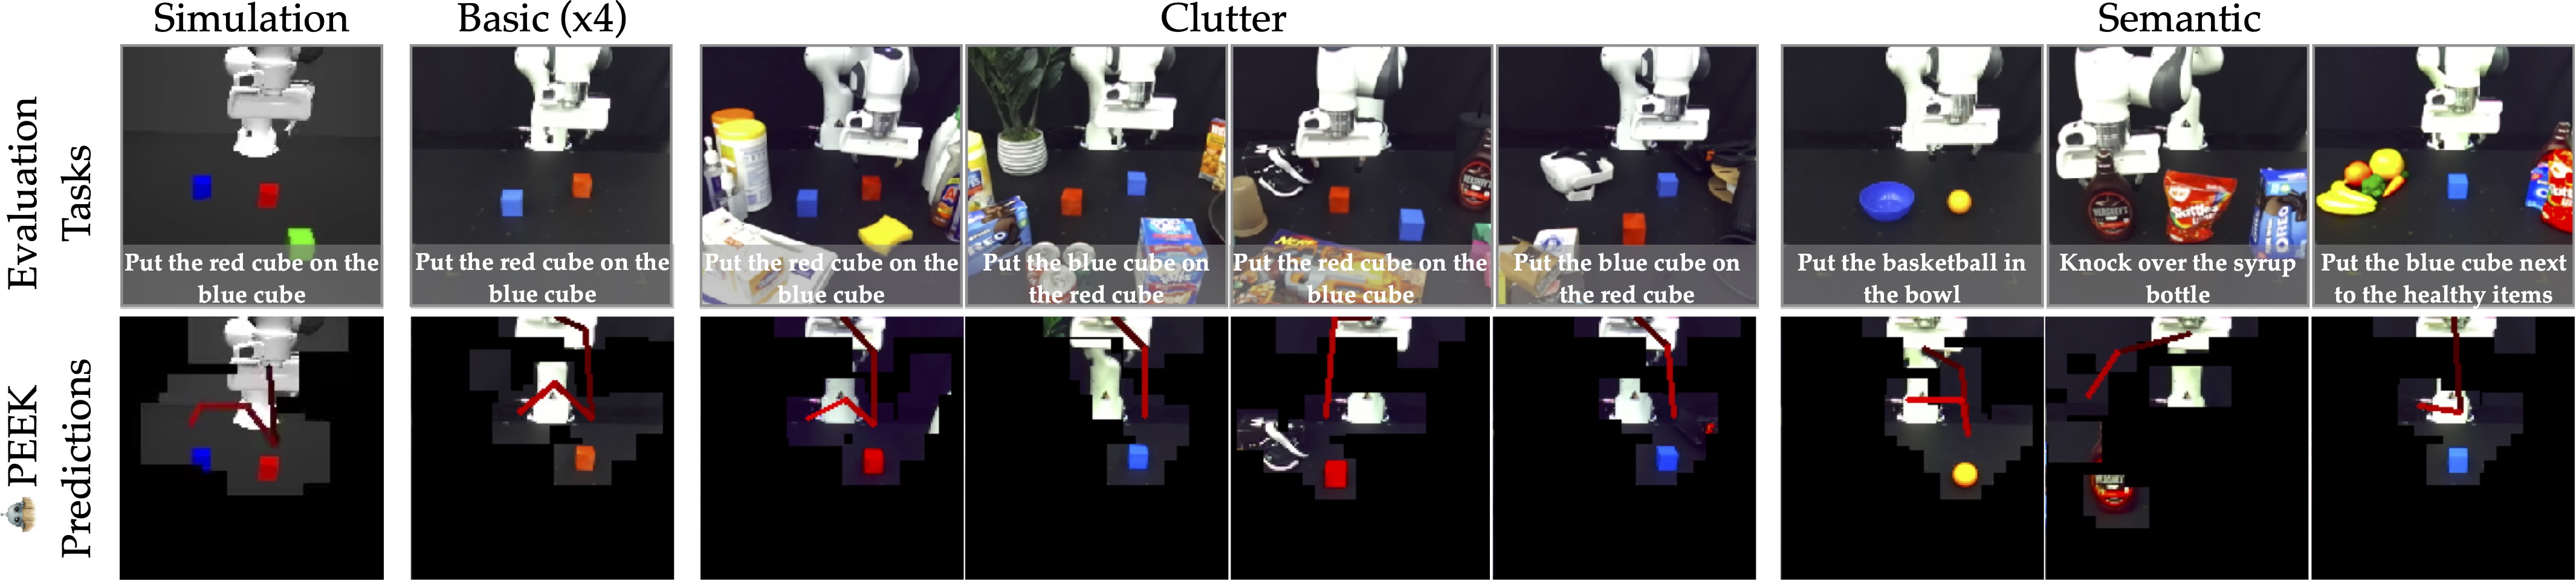 Simulation
Basic (x4)
Clutter
Semantic
Evaluation
Tasks
Put the red cube on the
blue cube
Put the red cube on the
blue cube
Put the red cube on the
blue cube
Put the blue cube on
the red cube
Put the red cube on the
blue cube
Put the blue cube on
the red cube
Put the basketball in
the bowl
Knock over the syrup
bottle
Put the blue cube next
to the healthy items
OREO
HERSHEY'S
Skittles
OREO
PEEK
Predictions